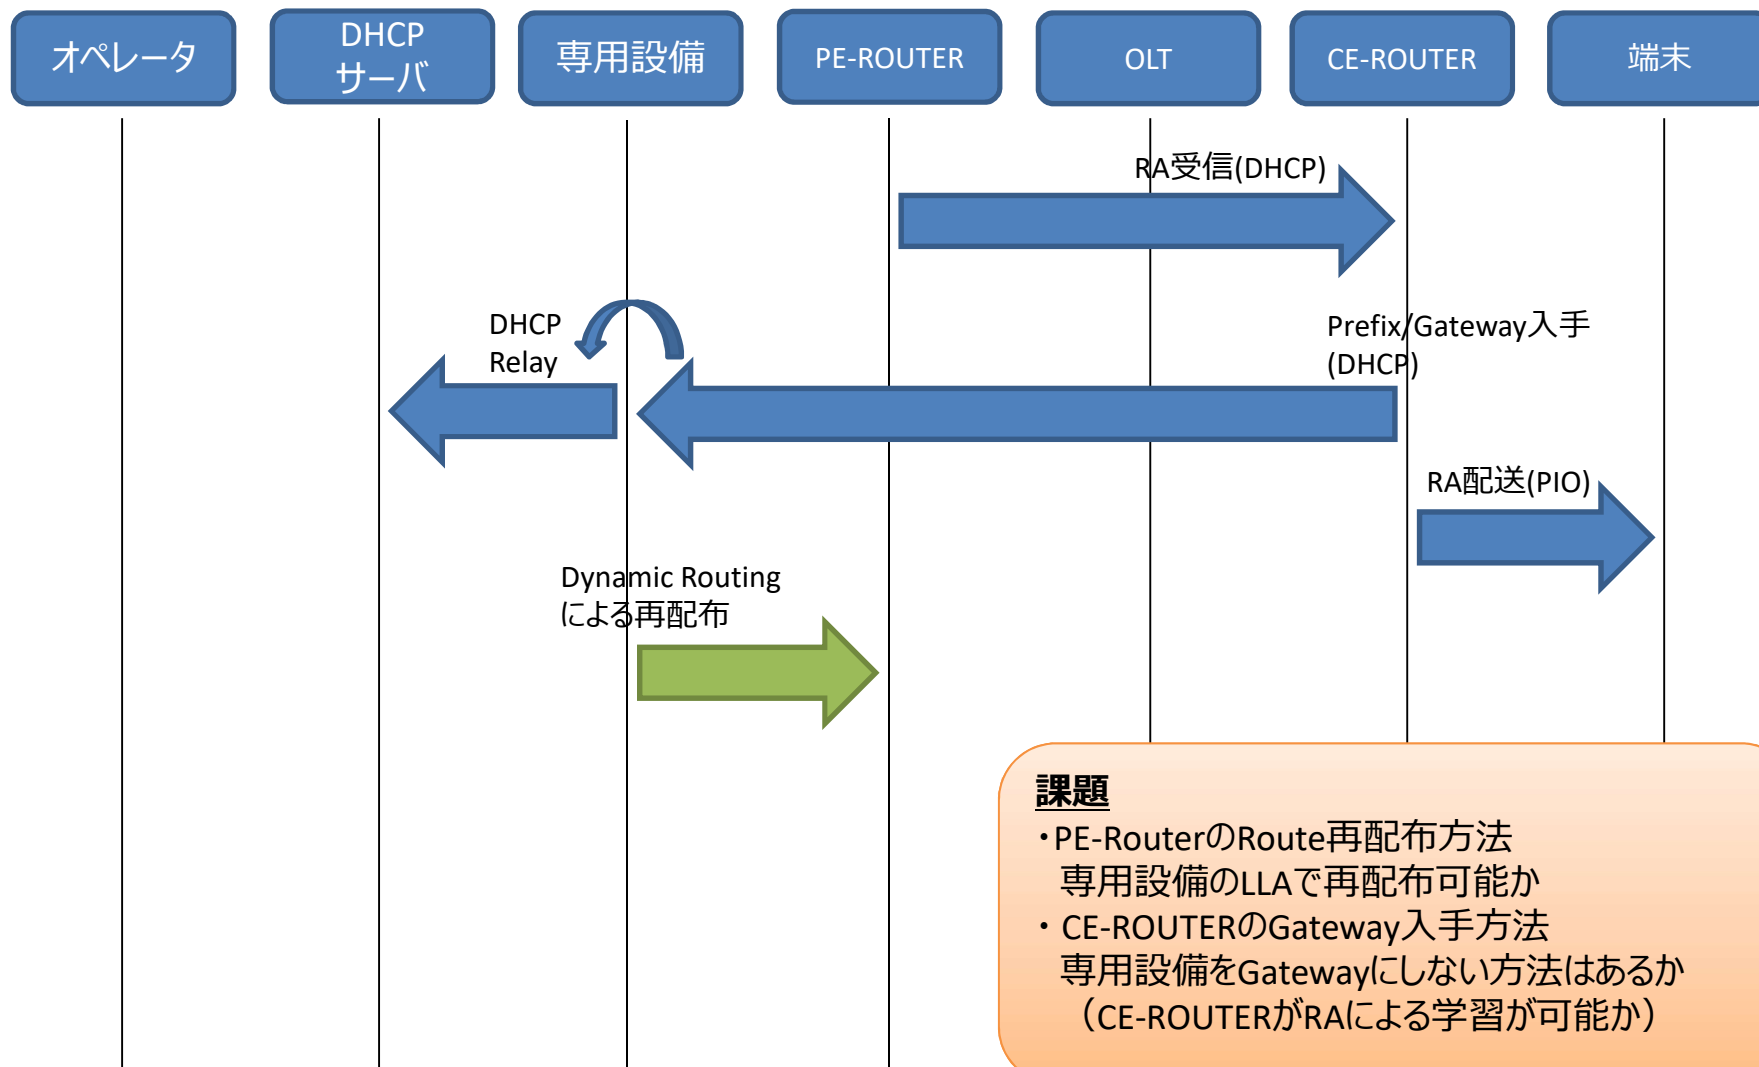 オペレータ
DHCP
サーバ
専用設備
PE-ROUTER
OLT
CE-ROUTER
端末
RA受信(DHCP)
DHCP
Relay
Prefix/Gateway入手
(DHCP)
RA配送(PIO)
Dynamic Routing
による再配布
課題
・PE-RouterのRoute再配布方法
専用設備のLLAで再配布可能か
・ CE-ROUTERのGateway入手方法
専用設備をGatewayにしない方法はあるか
（CE-ROUTERがRAによる学習が可能か）